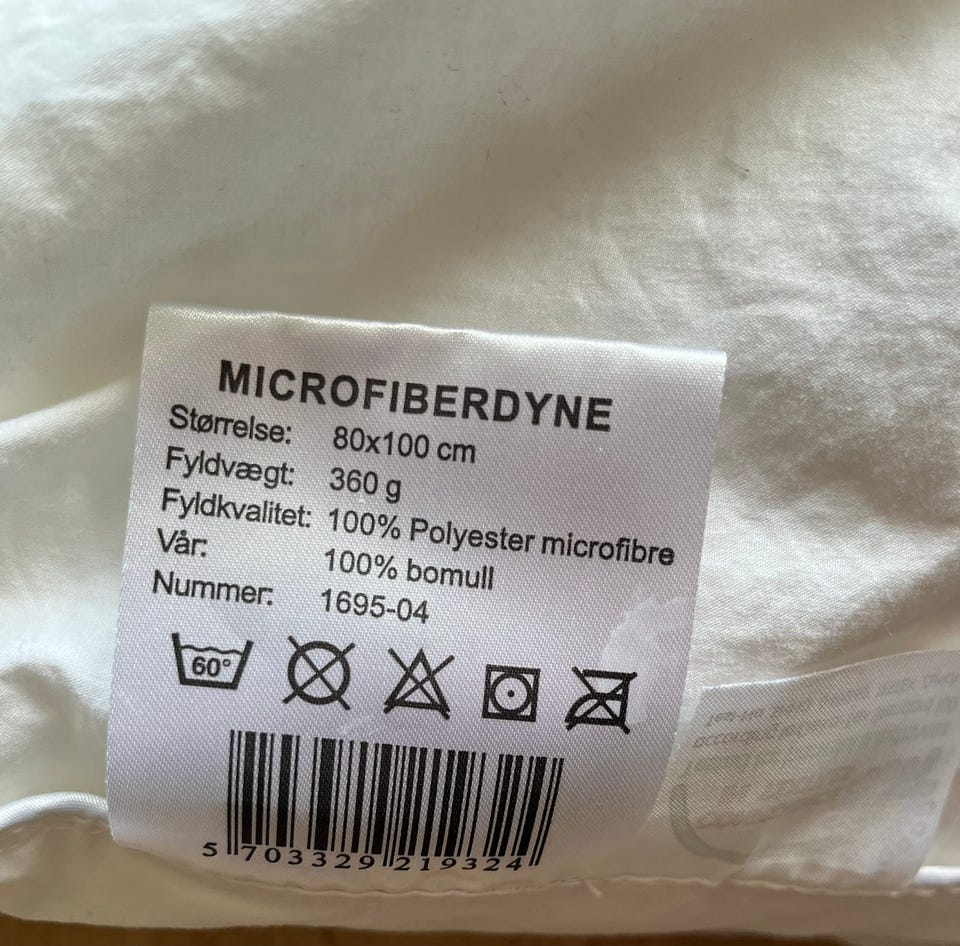 MICROFIBERDYNE
Størrelse: 80x100 cm
Fyldvægt: 360 g
Fyldkvalitet: 100% Polyester microfibre
Vår: 100% bomull
Nummer: 1695-04
60°
5 703329 219324